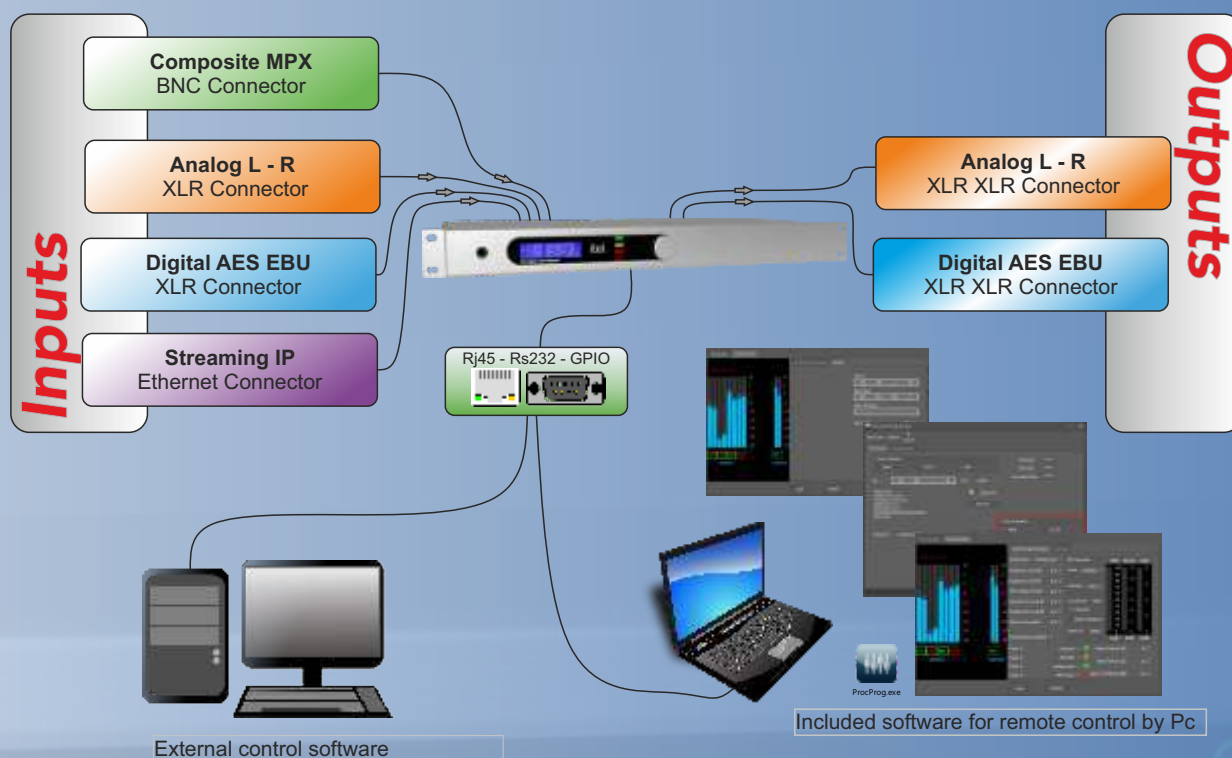 Inputs
Composite MPX
BNC Connector
Analog L - R
XLR Connector
Digital AES EBU
XLR Connector
Streaming IP
Ethernet Connector
Outputs
Analog L - R
XLR XLR Connector
Digital AES EBU
XLR XLR Connector
Rj45 - Rs232 - GPIO
ProcProg.exe
Included software for remote control by Pc
External control software